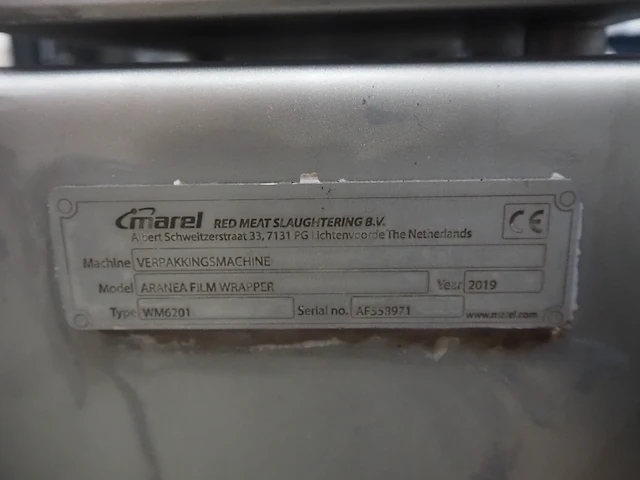 marel RED MEAT SLAUGHTERING B.V.
Albert Schweitzerstraat 33, 7131 PG Lichtenvoorde The Netherlands
CE
Machine VERPAKKINGSMACHINE
Model ARANEA FILM WRAPPER Year 2019
Type WM6201 Serial no. AF558971
www.marel.com